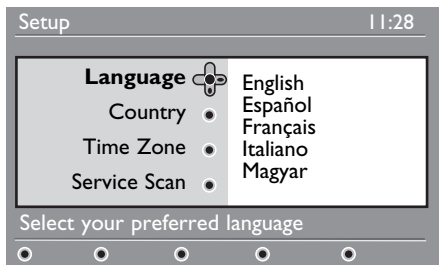 Setup 11:28
Language
Country
Time Zone
Service Scan
English
Español
Français
Italiano
Magyar
Select your preferred language